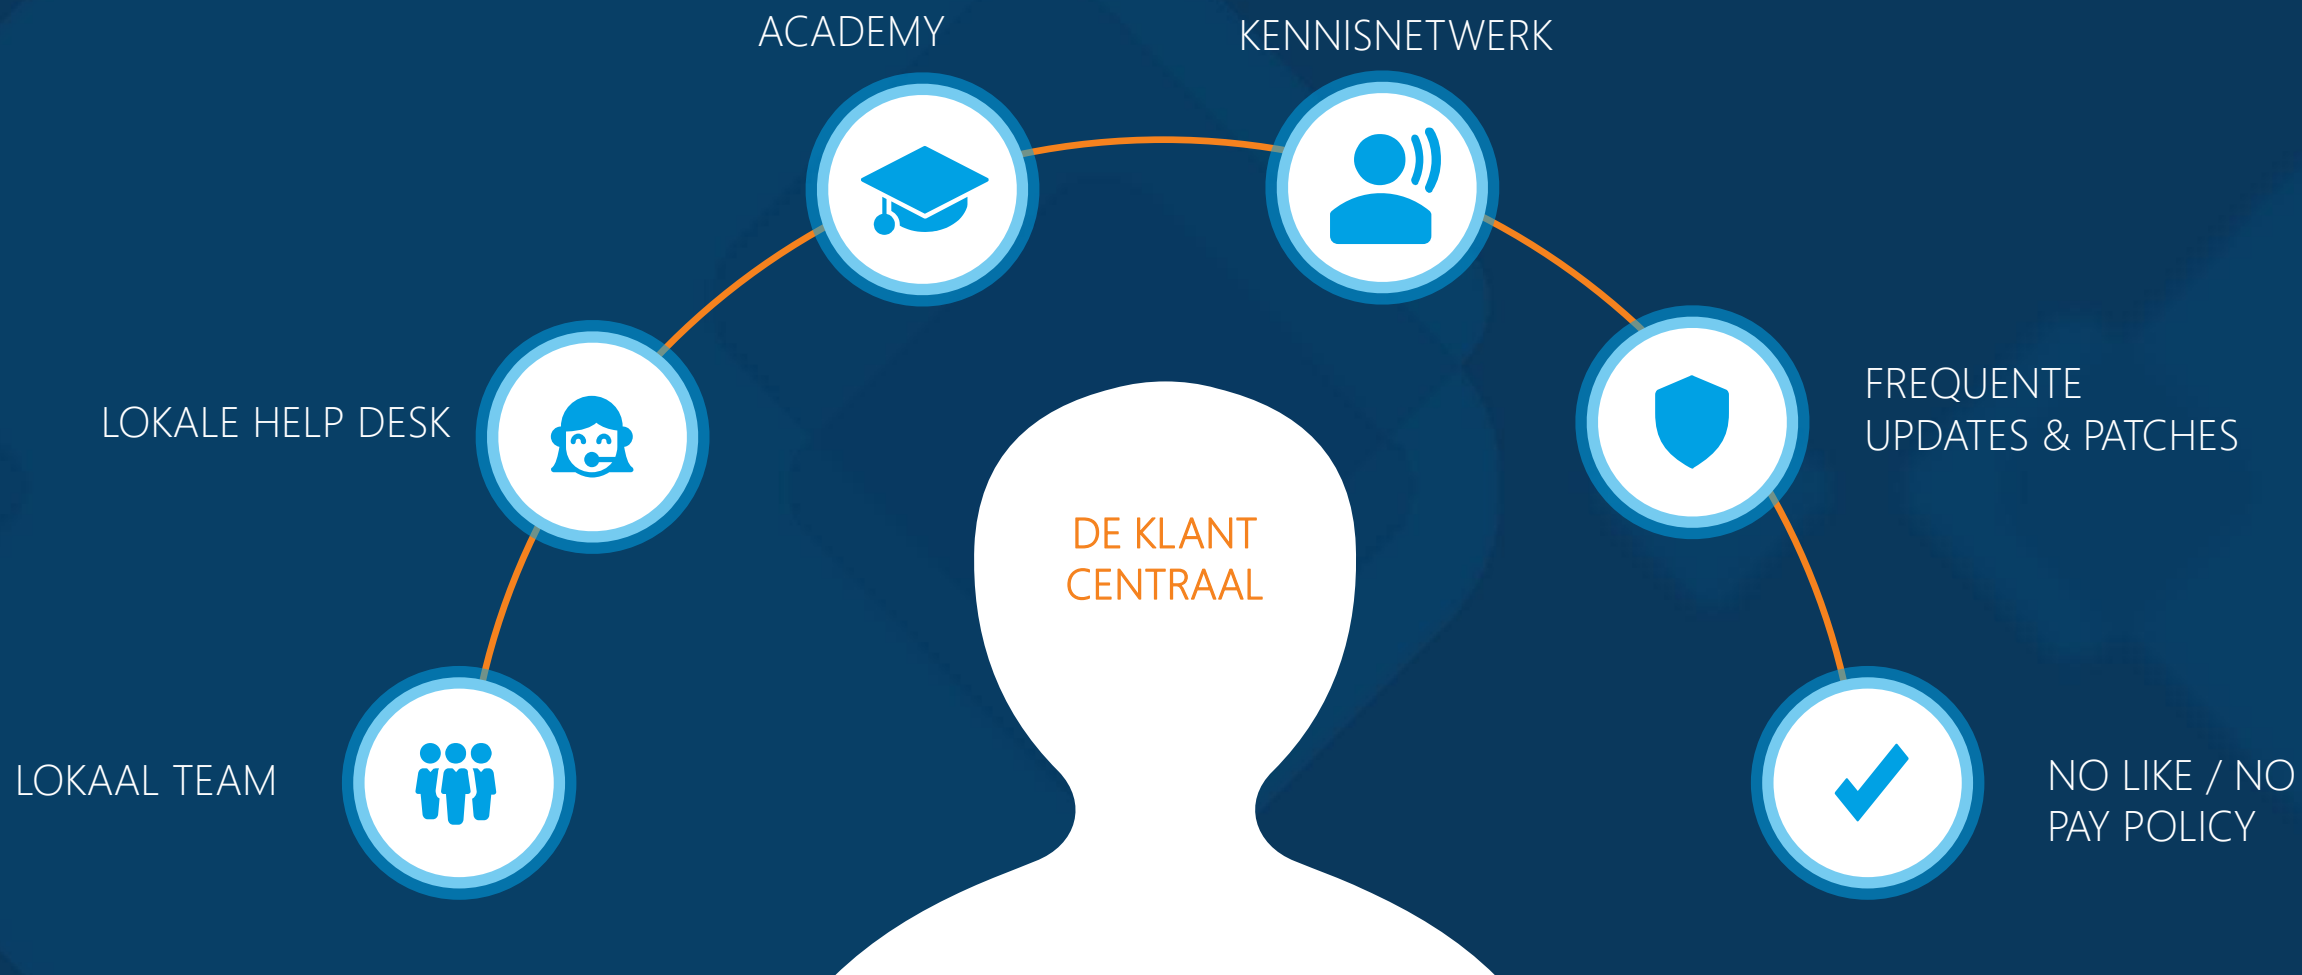 ACADEMY
KENNISNETWERK
LOKALE HELP DESK
FREQUENTE
UPDATES & PATCHES
DE KLANT
CENTRAAL
LOKAAL TEAM
NO LIKE / NO
PAY POLICY